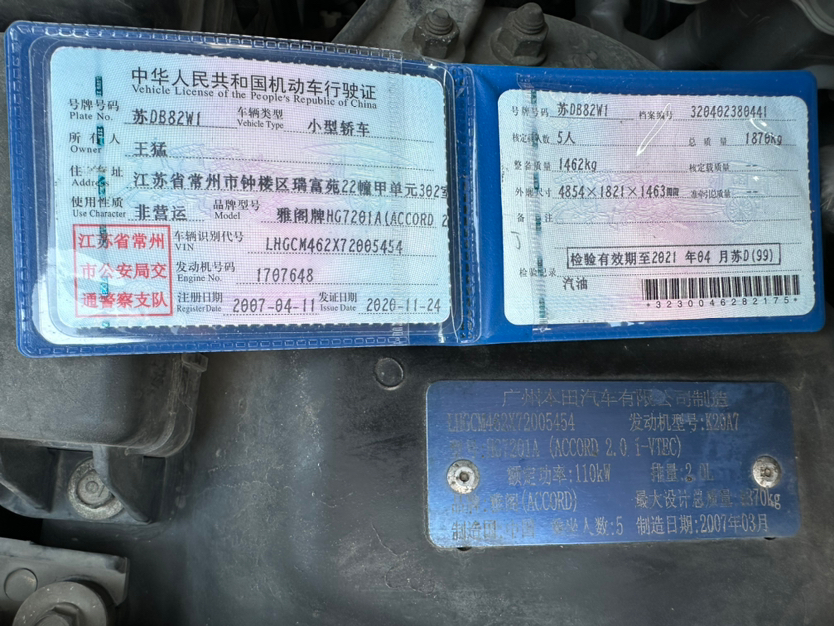 中华人民共和国机动车行驶证
Vehicle License of the People's Republic of China
号牌号码 苏DB82W1 车辆类型 小型轿车
Plate No. Vehicle Type
所有人 王猛
Owner
住址 江苏省常州市钟楼区瑞富苑22幢甲单元302室
Address
使用性质 非营运 品牌型号 雅阁牌HG7201A(ACCORD 2
Use Character Model
江苏省常州
市公安局交
通警察支队
车辆识别代号 LHGCM462X72005454
VIN
发动机号码 1707648
Engine No.
注册日期 2007-04-11 发证日期 2020-11-24
Register Date Issue Date
号牌号码 苏DB82W1 档案编号 320402380441
核定载人数 5人 总质量 1870kg
整备质量 1462kg 核定载质量
外廓尺寸 4854×1821×1463 准牵引总质量
备注
检验有效期至2021 年04 月苏D(99)
检验记录
汽油
*3230046282175*
广州本田汽车有限公司制造
LHGCM462X72005454 发动机型号:K20A7
HG7201A (ACCORD 2.0 i-VTEC)
额定功率:110kW 排量:2.0L
雅阁(ACCORD) 最大设计总质量:1870kg
制造国 乘坐人数:5 制造日期:2007年03月